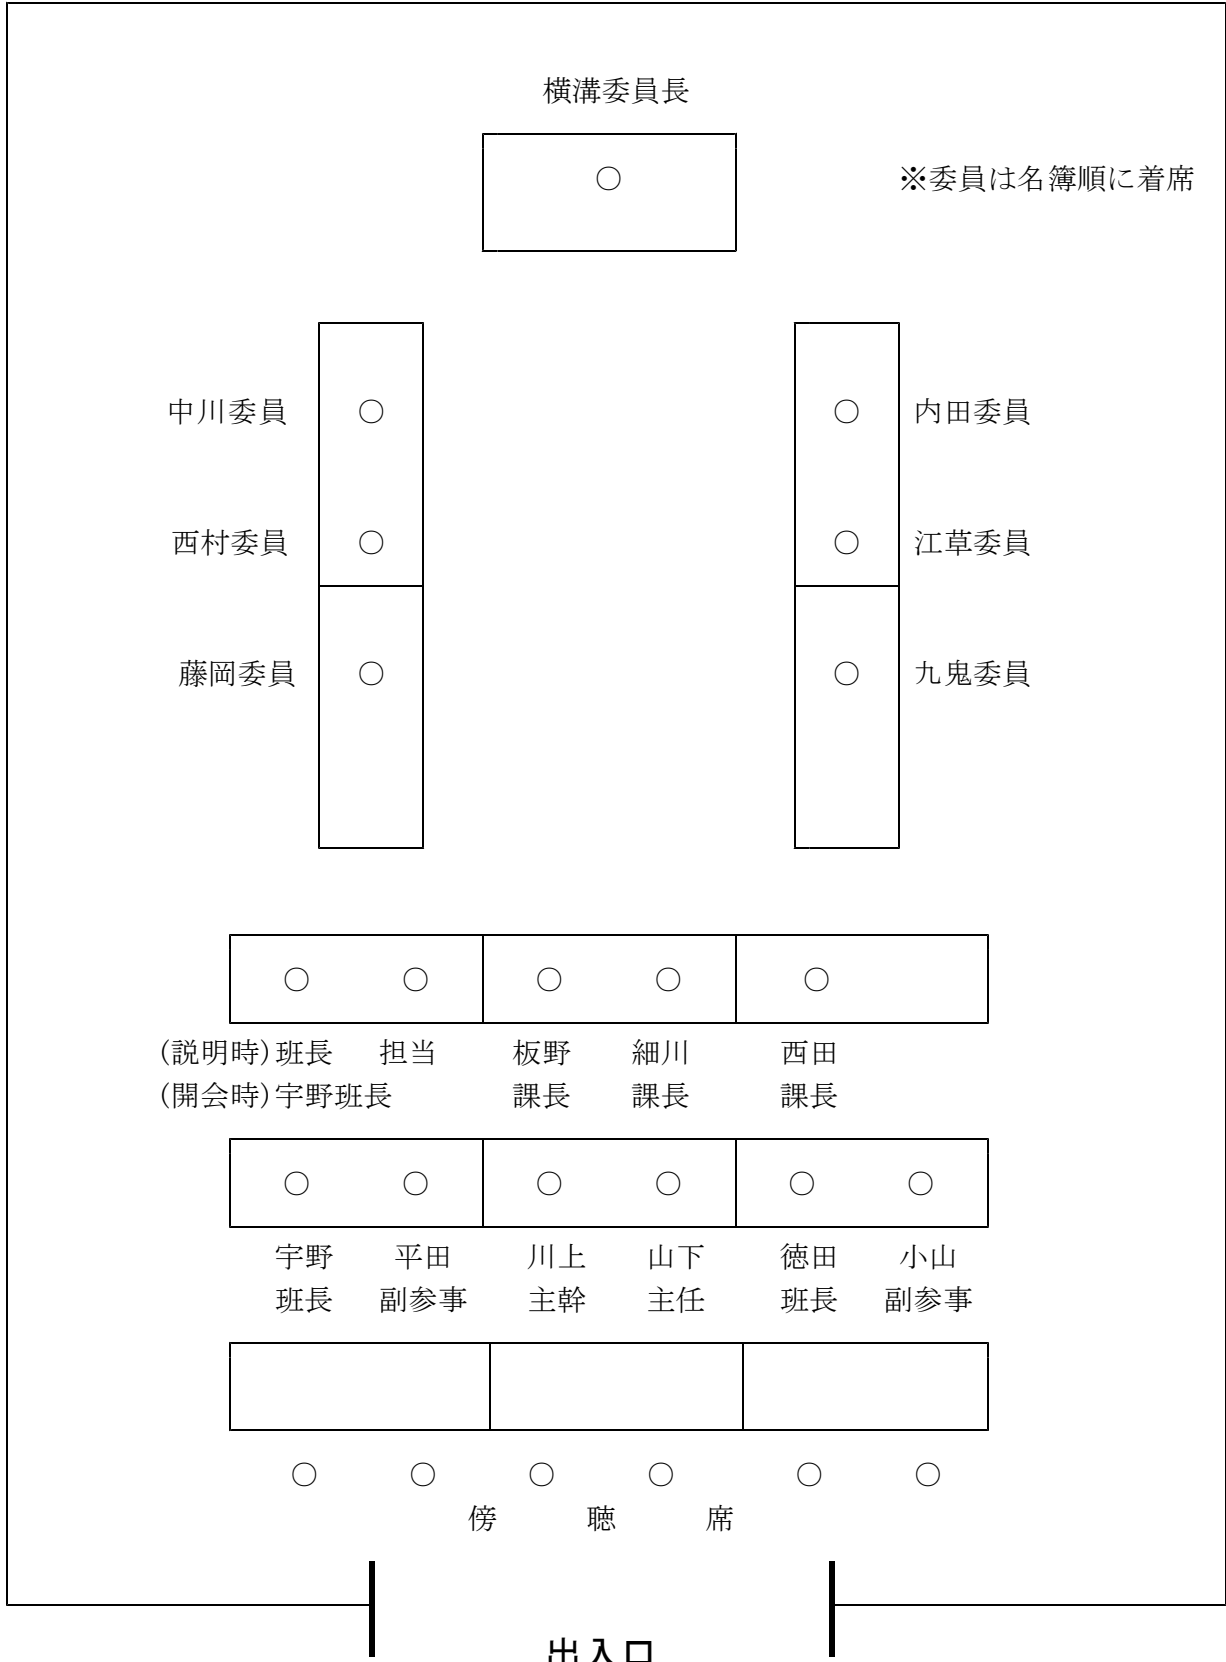 横溝委員長
○
※委員は名簿順に着席
中川委員 ○ ○ 内田委員
西村委員 ○ ○ 江草委員
藤岡委員 ○ ○ 九鬼委員
○ ○ ○ ○ ○
(説明時)班長 担当 板野 細川 西田
(開会時)宇野班長 課長 課長 課長
○ ○ ○ ○ ○ ○
宇野 平田 川上 山下 徳田 小山
班長 副参事 主幹 主任 班長 副参事
○ ○ ○ ○ ○ ○
傍 聴 席
出入口